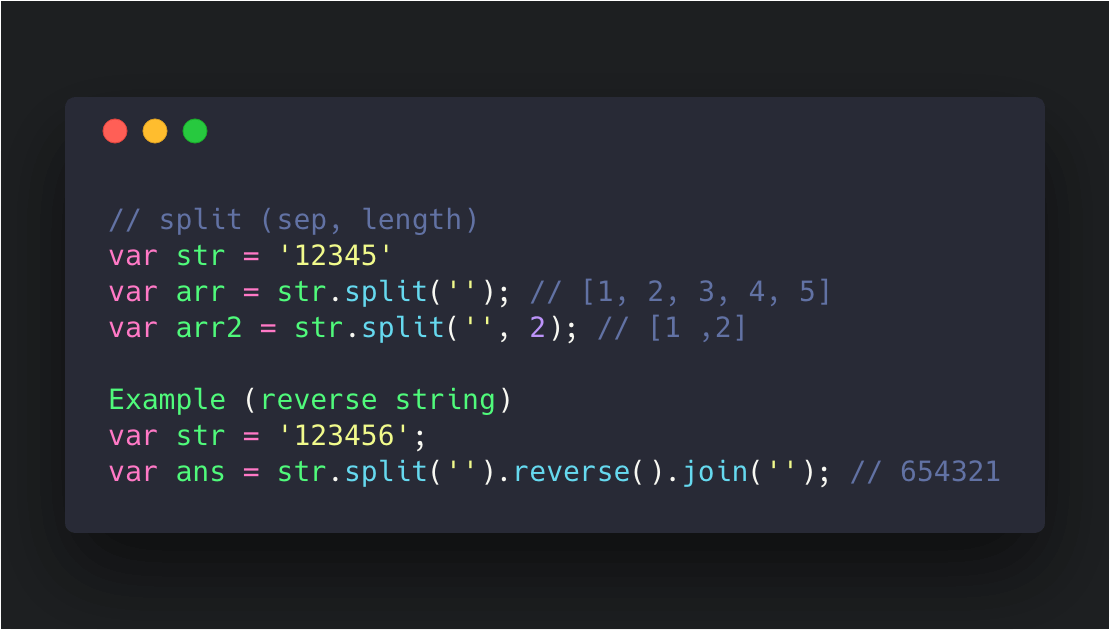 // split (sep, length)
var str = '12345'
var arr = str.split(''); // [1, 2, 3, 4, 5]
var arr2 = str.split('', 2); // [1 ,2]
Example (reverse string)
var str = '123456';
var ans = str.split('').reverse().join(''); // 654321